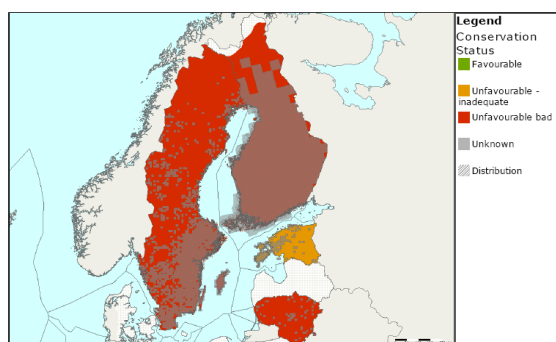 Legend
Conservation
Status
Favourable
Unfavourable -
inadequate
Unfavourable bad
Unknown
Distribution